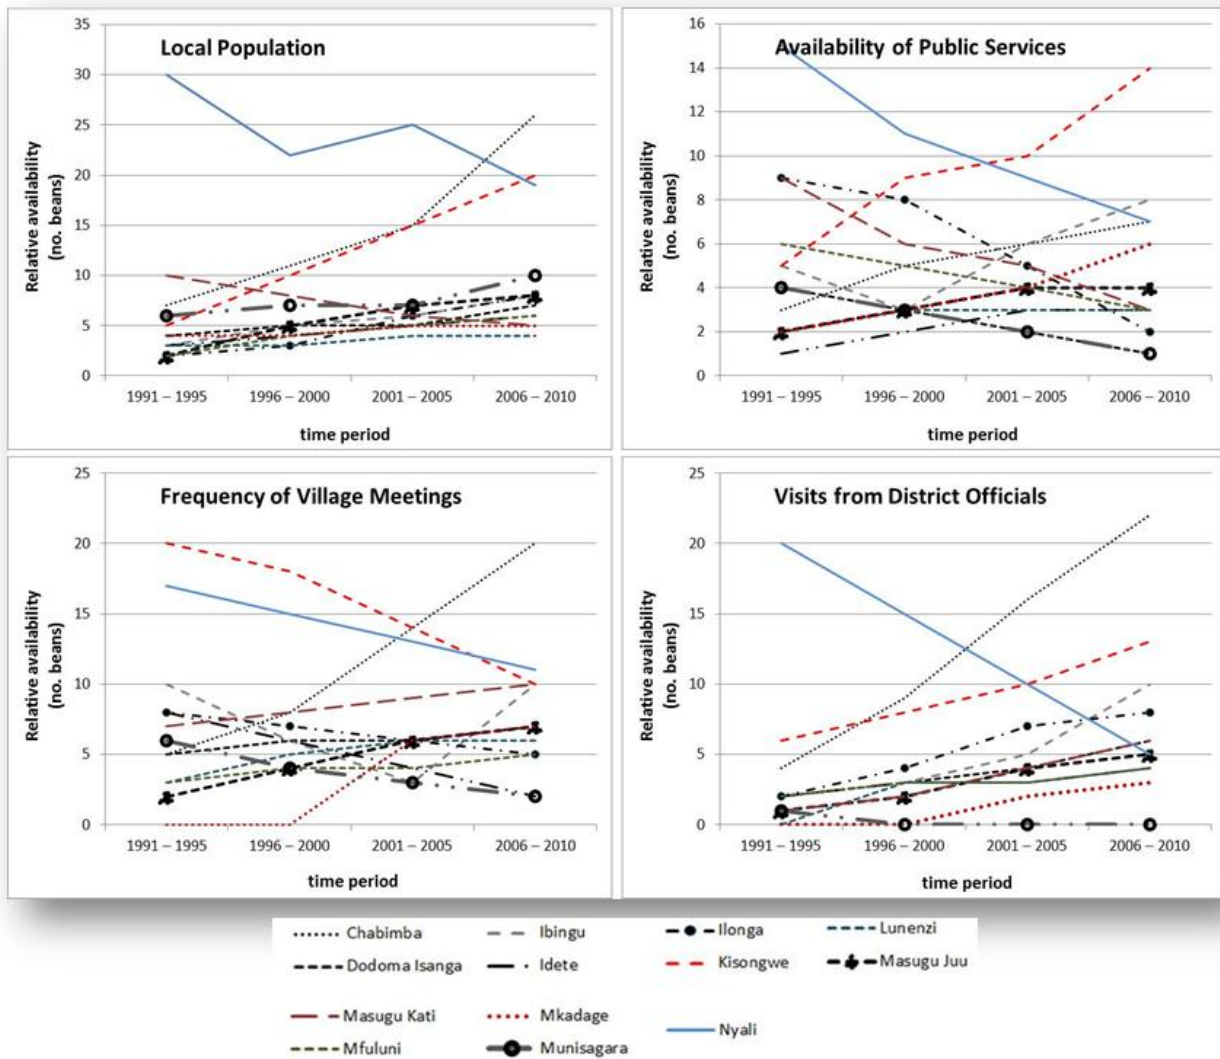 Local Population
35
30
25
20
15
10
5
0
Relative availability
(no. beans)
1991 – 1995
1996 – 2000
2001 – 2005
2006 – 2010
time period
Availability of Public Services
16
14
12
10
8
6
4
2
0
Relative availability
(no. beans)
1991 – 1995
1996 – 2000
2001 – 2005
2006 – 2010
time period
Frequency of Village Meetings
25
20
15
10
5
0
Relative availability
(no. beans)
1991 – 1995
1996 – 2000
2001 – 2005
2006 – 2010
time period
Visits from District Officials
25
20
15
10
5
0
Relative availability
(no. beans)
1991 – 1995
1996 – 2000
2001 – 2005
2006 – 2010
time period
Chabimba
Ibingu
Ilonga
Lunenzi
Dodoma Isanga
Idete
Kisongwe
Masugu Juu
Masugu Kati
Mkadage
Nyali
Mfuluni
Munisagara